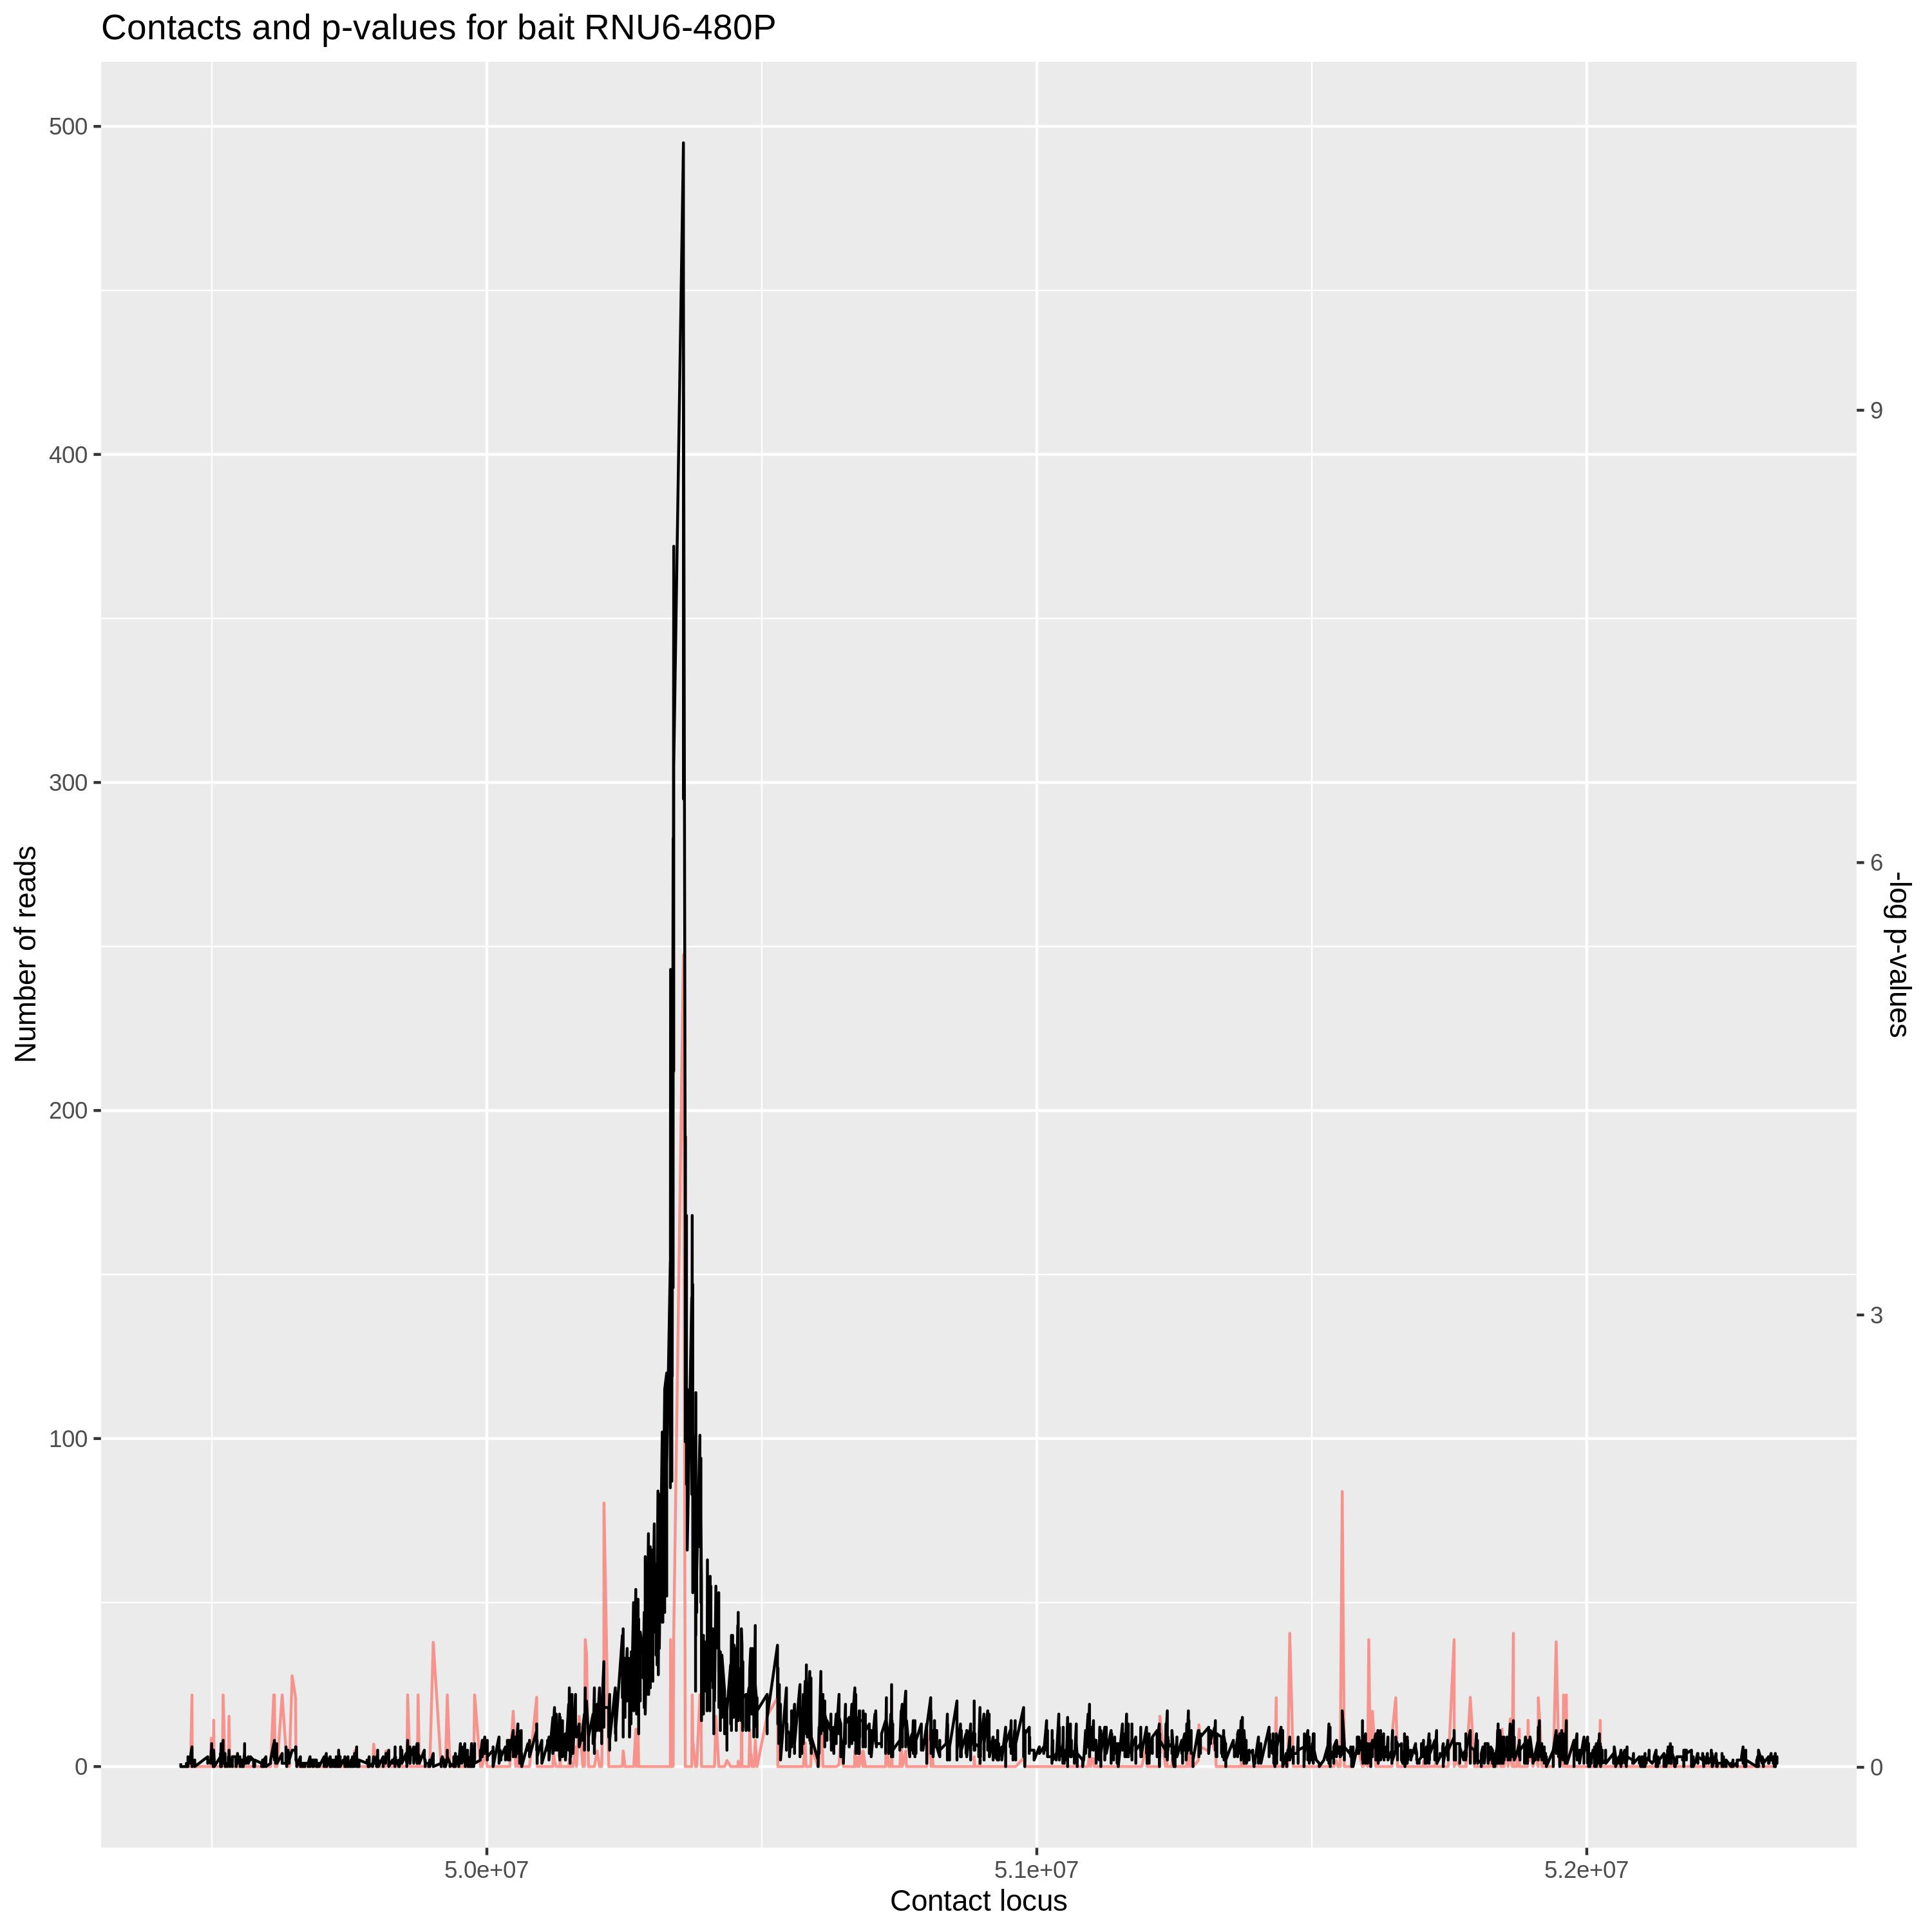 Contacts and p-values for bait RNU6-480P
500
400
300
200
100
0
Number of reads
9
6
3
0
-log p-values
5.0e+07
5.1e+07
5.2e+07
Contact locus